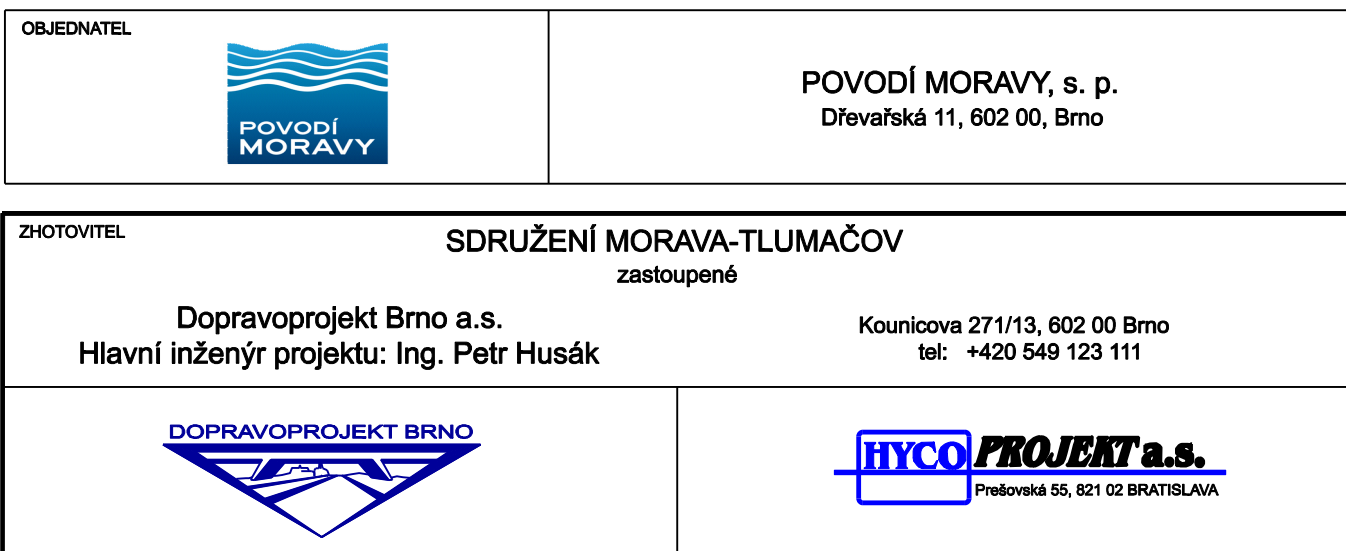 OBJEDNATEL
POVODÍ
MORAVY
POVODÍ MORAVY, s. p.
Dřevařská 11, 602 00, Brno
ZHOTOVITEL
SDRUŽENÍ MORAVA-TLUMAČOV
zastoupené
Dopravoprojekt Brno a.s.
Hlavní inženýr projektu: Ing. Petr Husák
Kounicova 271/13, 602 00 Brno
tel: +420 549 123 111
DOPRAVOPROJEKT BRNO
HYCOPROJEKT a.s.
Prešovská 55, 821 02 BRATISLAVA